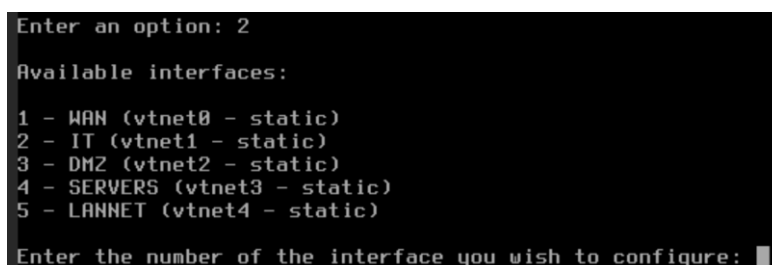 Enter an option: 2
Available interfaces:
1 - WAN (vtnet0 - static)
2 - IT (vtnet1 - static)
3 - DMZ (vtnet2 - static)
4 - SERVERS (vtnet3 - static)
5 - LANNET (vtnet4 - static)
Enter the number of the interface you wish to configure: